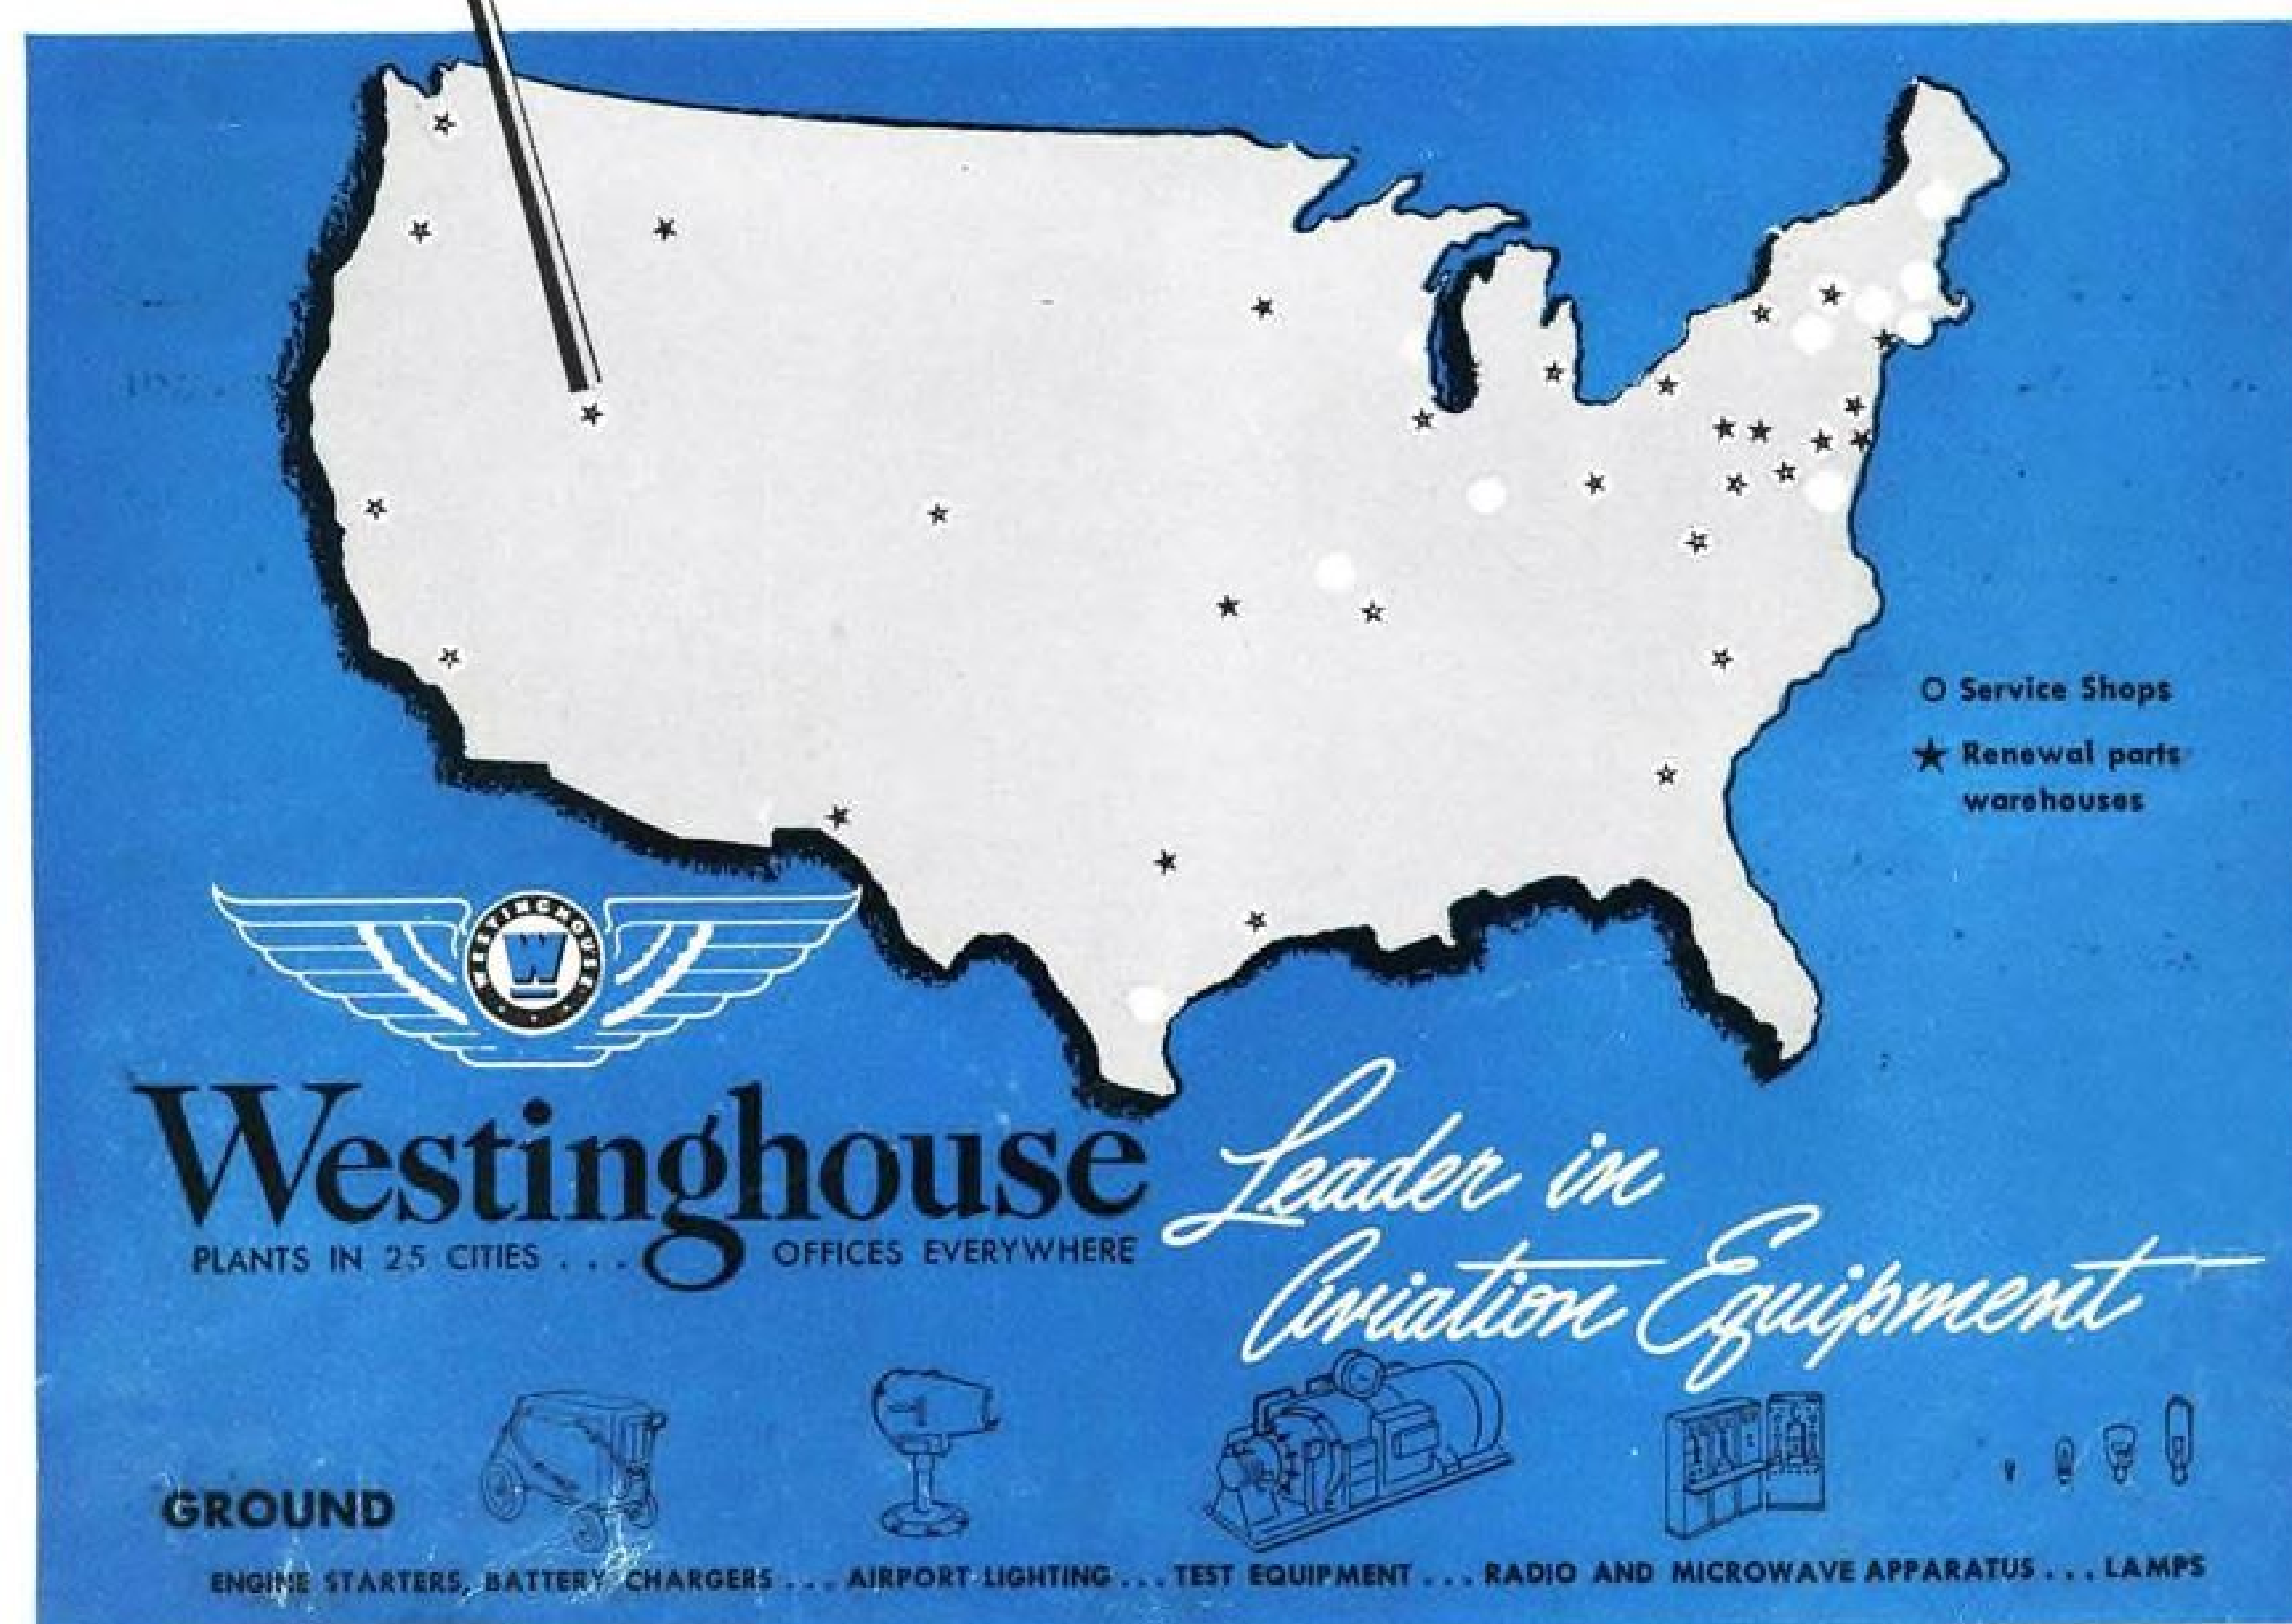 ○ Service Shops
★ Renewal parts
warehouses
WESTINGHOUSE
W
Westinghouse
PLANTS IN 25 CITIES . . . OFFICES EVERYWHERE
Leader in
Aviation Equipment
GROUND
ENGINE STARTERS, BATTERY CHARGERS . . . AIRPORT LIGHTING . . . TEST EQUIPMENT . . . RADIO AND MICROWAVE APPARATUS . . . LAMPS